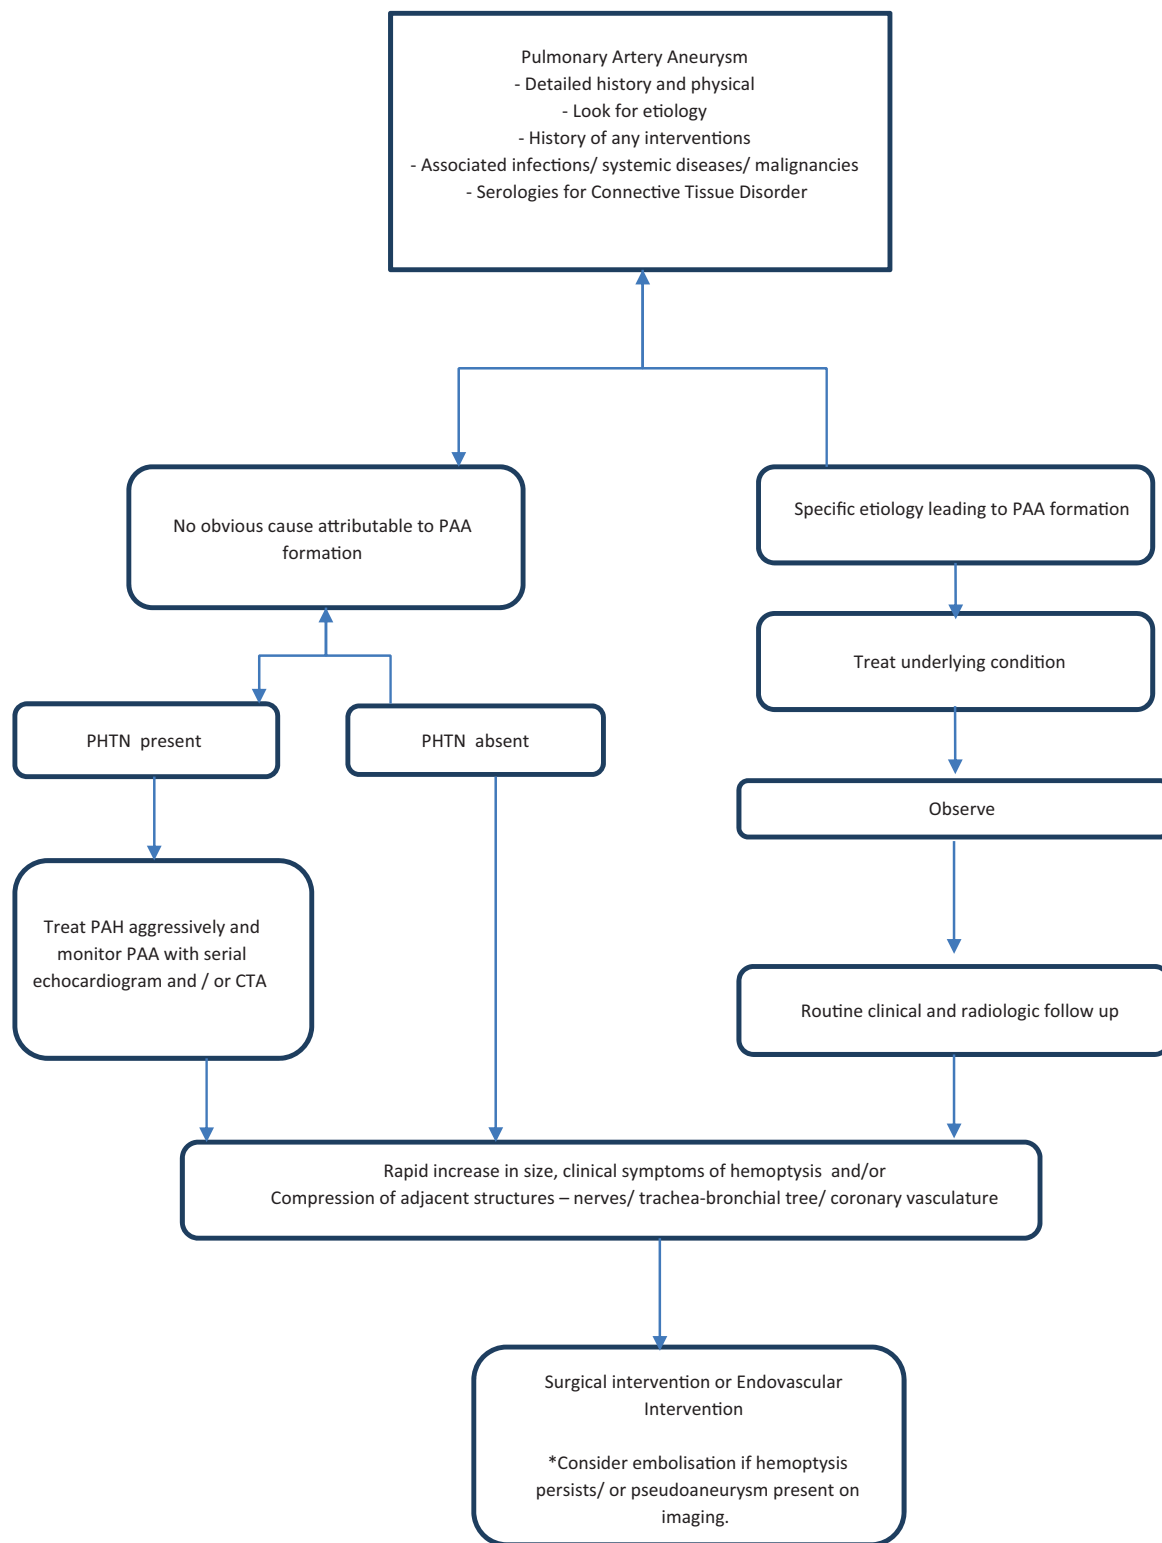 Pulmonary Artery Aneurysm
- Detailed history and physical
- Look for etiology
- History of any interventions
- Associated infections/ systemic diseases/ malignancies
- Serologies for Connective Tissue Disorder
No obvious cause attributable to PAA
formation
Specific etiology leading to PAA formation
Treat underlying condition
PHTN present
PHTN absent
Observe
Treat PAH aggressively and
monitor PAA with serial
echocardiogram and / or CTA
Routine clinical and radiologic follow up
Rapid increase in size, clinical symptoms of hemoptysis and/or
Compression of adjacent structures – nerves/ trachea-bronchial tree/ coronary vasculature
Surgical intervention or Endovascular
Intervention
*Consider embolisation if hemoptysis
persists/ or pseudoaneurysm present on
imaging.